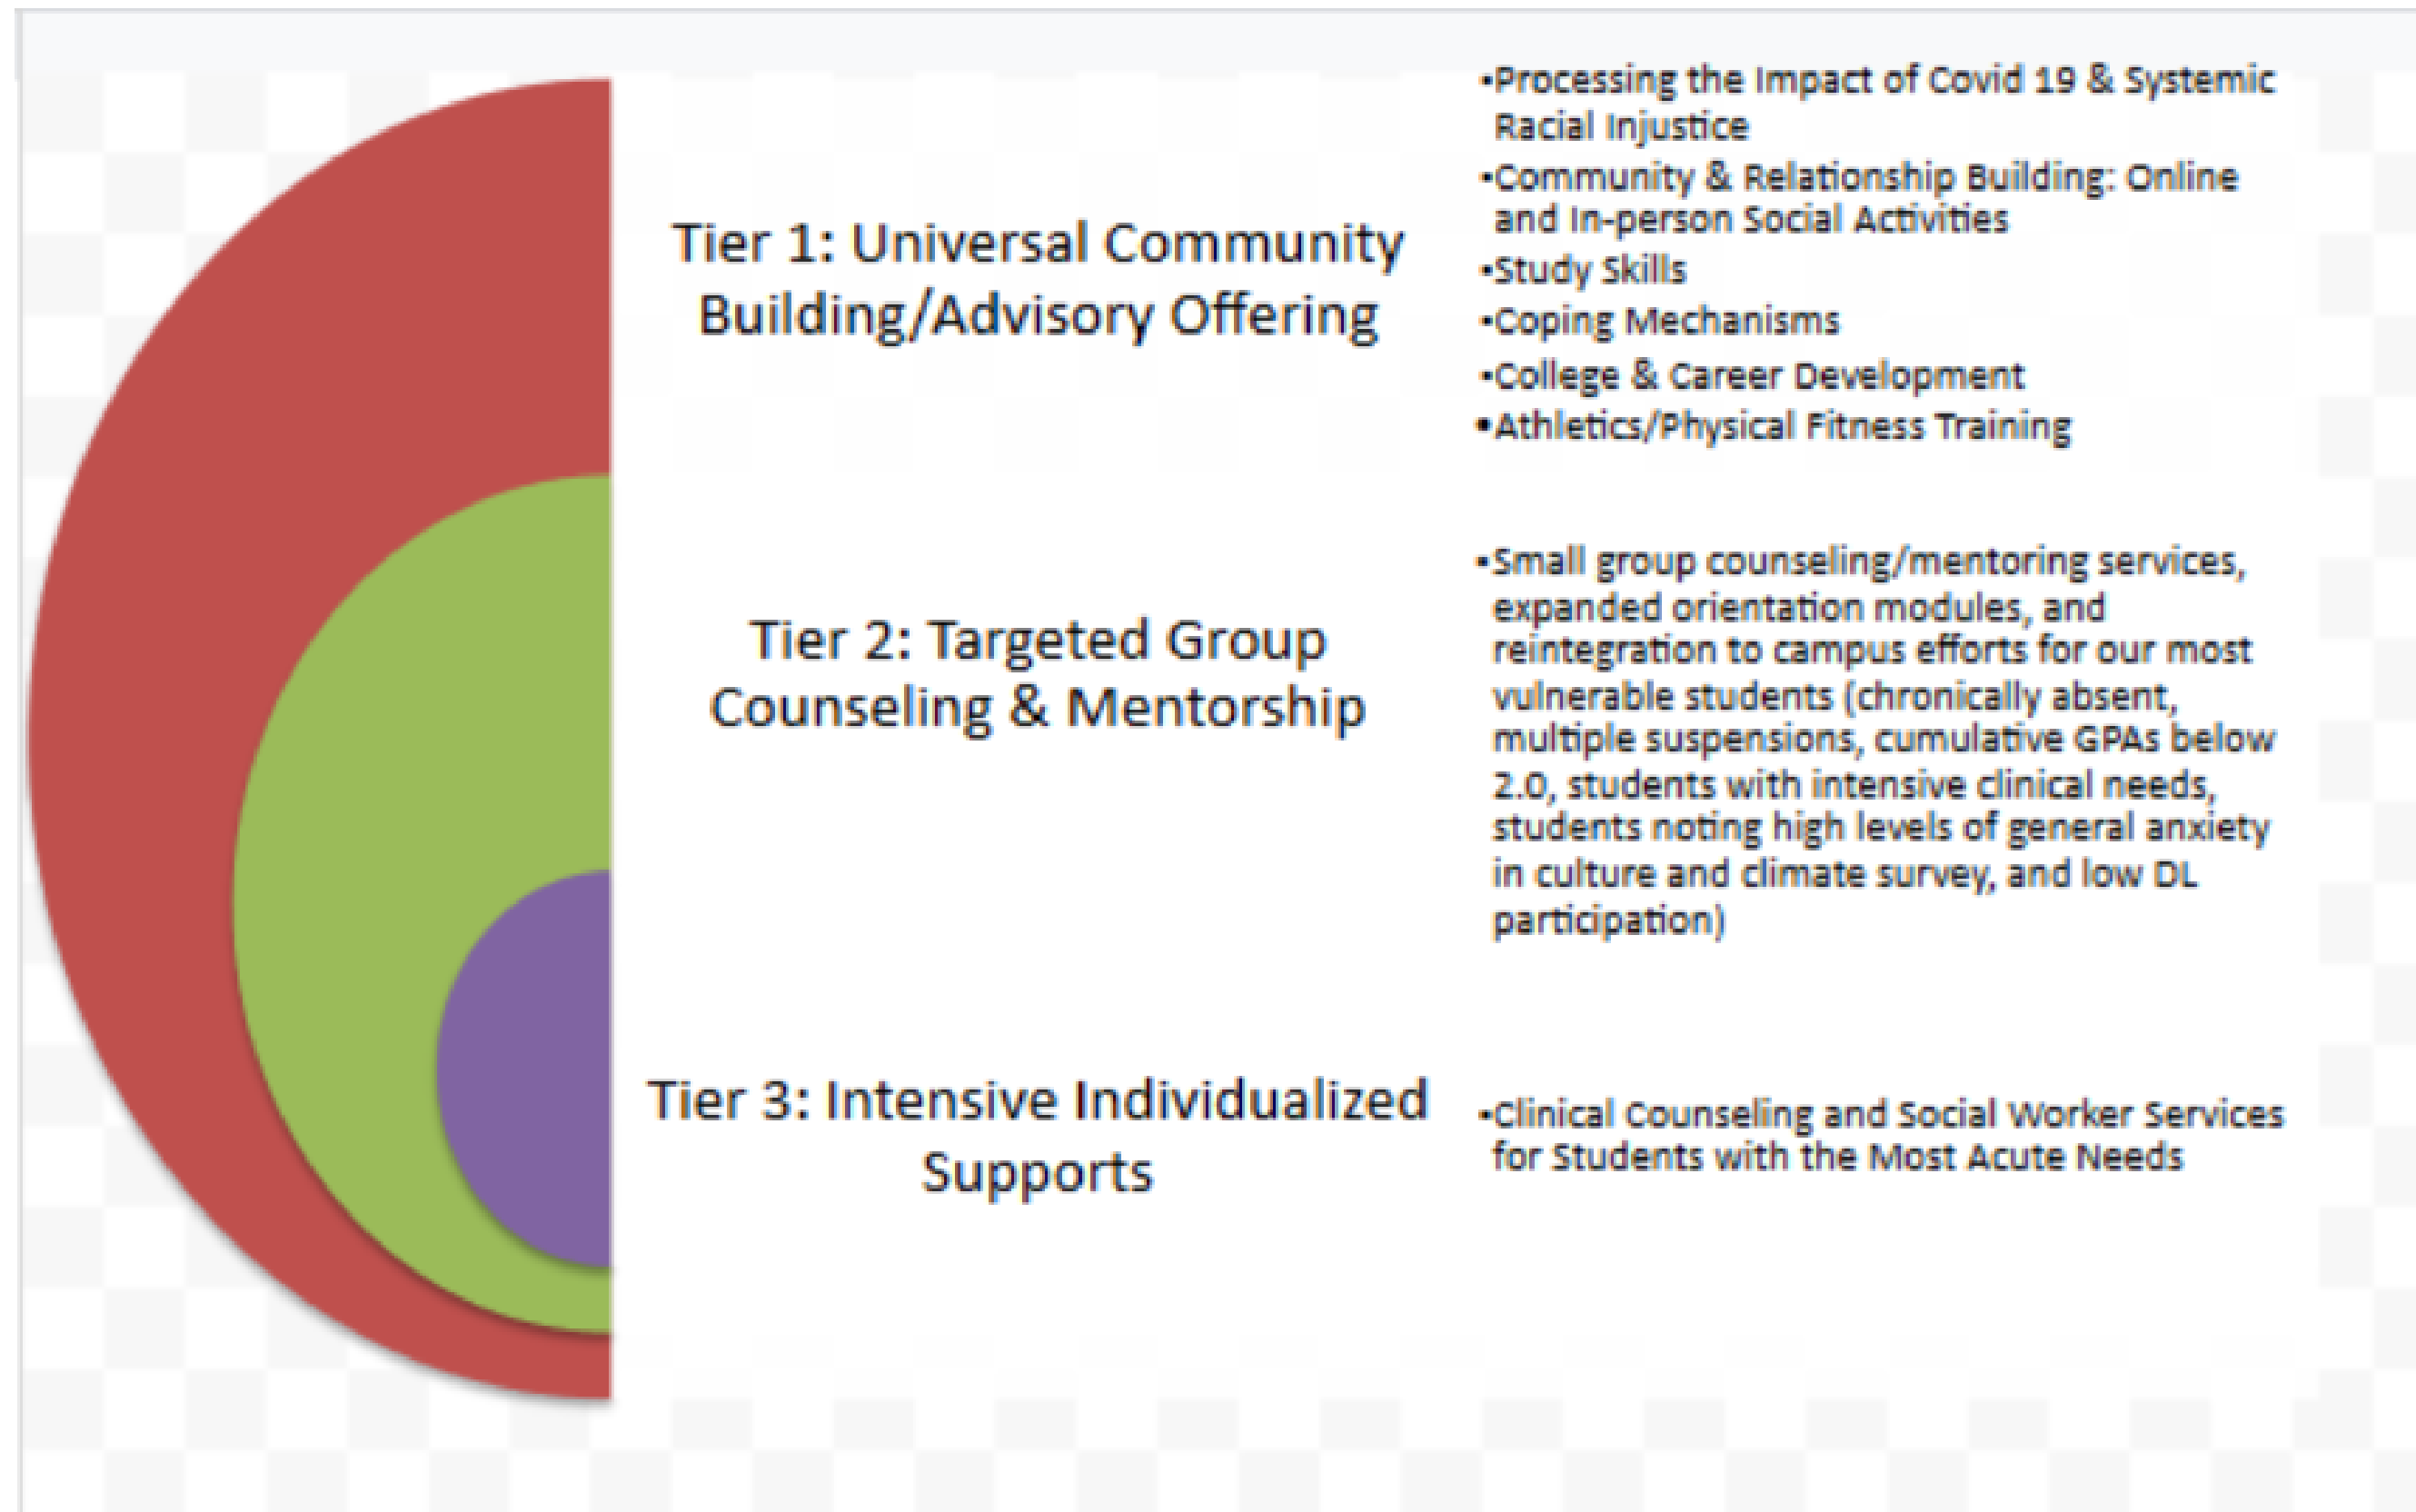 Tier 1: Universal Community
Building/Advisory Offering
•Processing the Impact of Covid 19 & Systemic
Racial Injustice
•Community & Relationship Building: Online
and In-person Social Activities
•Study Skills
•Coping Mechanisms
•College & Career Development
•Athletics/Physical Fitness Training
Tier 2: Targeted Group
Counseling & Mentorship
•Small group counseling/mentoring services,
expanded orientation modules, and
reintegration to campus efforts for our most
vulnerable students (chronically absent,
multiple suspensions, cumulative GPAs below
2.0, students with intensive clinical needs,
students noting high levels of general anxiety
in culture and climate survey, and low DL
participation)
Tier 3: Intensive Individualized
Supports
•Clinical Counseling and Social Worker Services
for Students with the Most Acute Needs